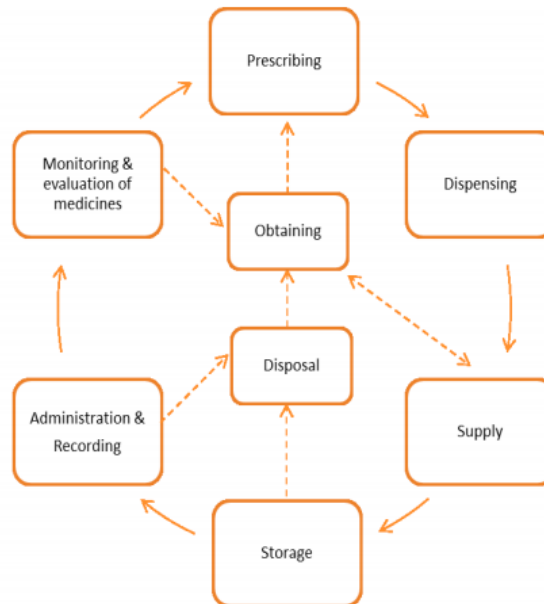 Prescribing
Monitoring &
evaluation of
medicines
Dispensing
Obtaining
Disposal
Administration &
Recording
Supply
Storage